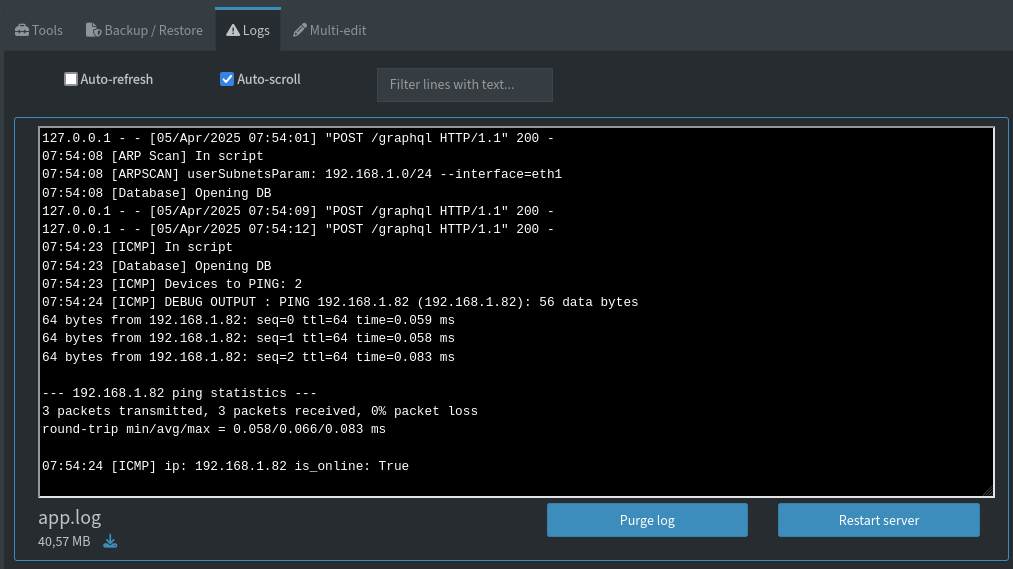 Tools
Backup / Restore
Logs
Multi-edit
Auto-refresh
Auto-scroll
Filter lines with text...
127.0.0.1 - - [05/Apr/2025 07:54:01] "POST /graphql HTTP/1.1" 200 -
07:54:08 [ARP Scan] In script
07:54:08 [ARPSCAN] userSubnetsParam: 192.168.1.0/24 --interface=eth1
07:54:08 [Database] Opening DB
127.0.0.1 - - [05/Apr/2025 07:54:09] "POST /graphql HTTP/1.1" 200 -
127.0.0.1 - - [05/Apr/2025 07:54:12] "POST /graphql HTTP/1.1" 200 -
07:54:23 [ICMP] In script
07:54:23 [Database] Opening DB
07:54:23 [ICMP] Devices to PING: 2
07:54:24 [ICMP] DEBUG OUTPUT : PING 192.168.1.82 (192.168.1.82): 56 data bytes
64 bytes from 192.168.1.82: seq=0 ttl=64 time=0.059 ms
64 bytes from 192.168.1.82: seq=1 ttl=64 time=0.058 ms
64 bytes from 192.168.1.82: seq=2 ttl=64 time=0.083 ms
--- 192.168.1.82 ping statistics ---
3 packets transmitted, 3 packets received, 0% packet loss
round-trip min/avg/max = 0.058/0.066/0.083 ms
07:54:24 [ICMP] ip: 192.168.1.82 is_online: True
app.log
40,57 MB
Purge log
Restart server